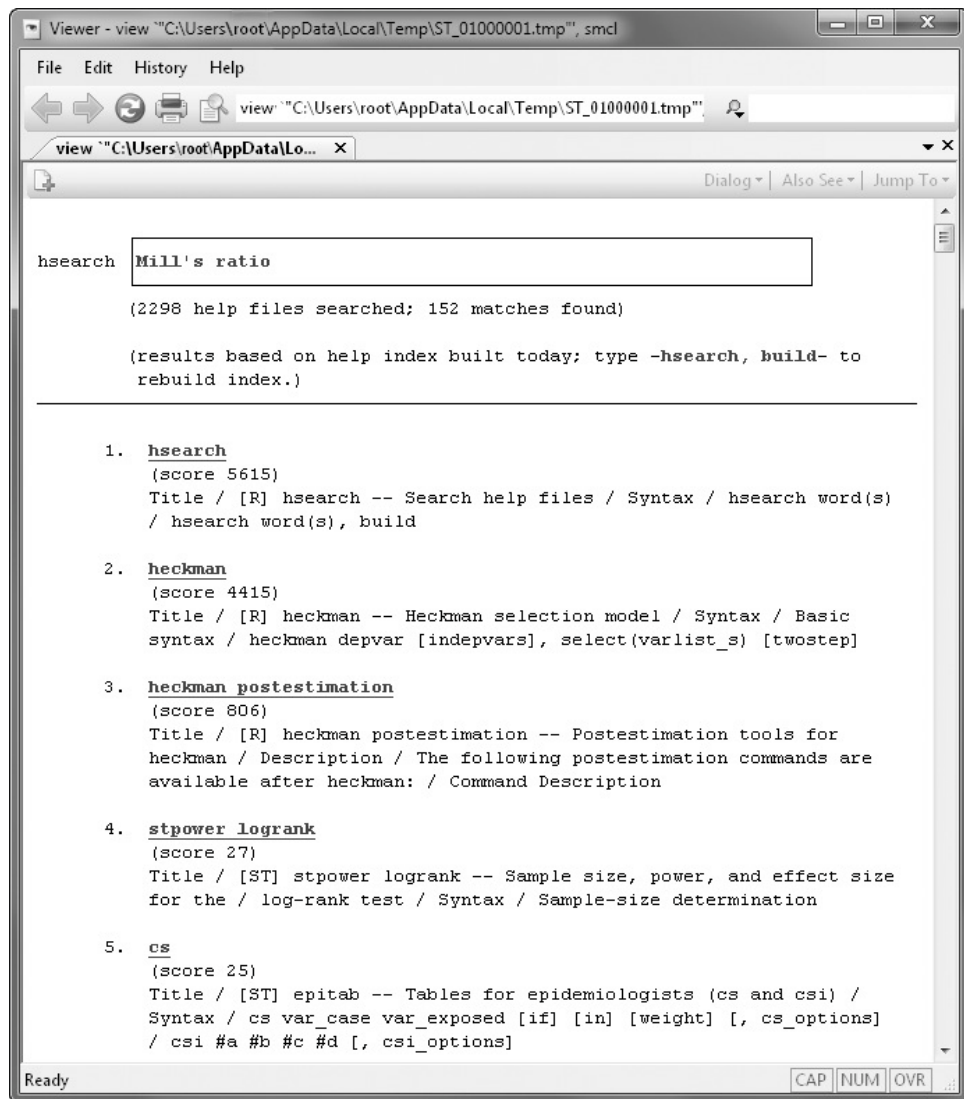 Viewer - view `"C:\Users\root\AppData\Local\Temp\ST_01000001.tmp"', smcl
File Edit History Help
view `"C:\Users\root\AppData\Local\Temp\ST_01000001.tmp"'
view `"C:\Users\root\AppData\Lo...
Dialog Also See Jump To
hsearch Mill's ratio
(2298 help files searched; 152 matches found)
(results based on help index built today; type -hsearch, build- to
rebuild index.)
1. hsearch
(score 5615)
Title / [R] hsearch -- Search help files / Syntax / hsearch word(s)
/ hsearch word(s), build
2. heckman
(score 4415)
Title / [R] heckman -- Heckman selection model / Syntax / Basic
syntax / heckman depvar [indepvars], select(varlist_s) [twostep]
3. heckman postestimation
(score 806)
Title / [R] heckman postestimation -- Postestimation tools for
heckman / Description / The following postestimation commands are
available after heckman: / Command Description
4. stpower logrank
(score 27)
Title / [ST] stpower logrank -- Sample size, power, and effect size
for the / log-rank test / Syntax / Sample-size determination
5. cs
(score 25)
Title / [ST] epitab -- Tables for epidemiologists (cs and csi) /
Syntax / cs var_case var_exposed [if] [in] [weight] [, cs_options]
/ csi #a #b #c #d [, csi_options]
Ready CAP NUM OVR